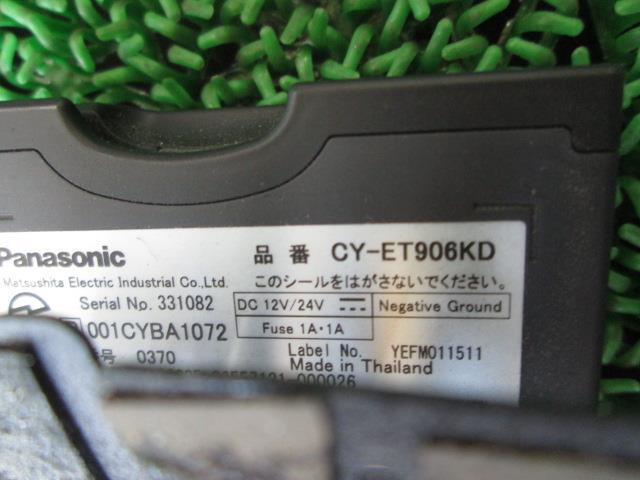 Panasonic 品番 CY-ET906KD
Matsushita Electric Industrial Co.,Ltd. このシールをはがさないでください。
Serial No. 331082 DC 12V/24V Negative Ground
001CYBA1072 Fuse 1A・1A
号 0370 Label No. YEFM011511
Made in Thailand
-000026